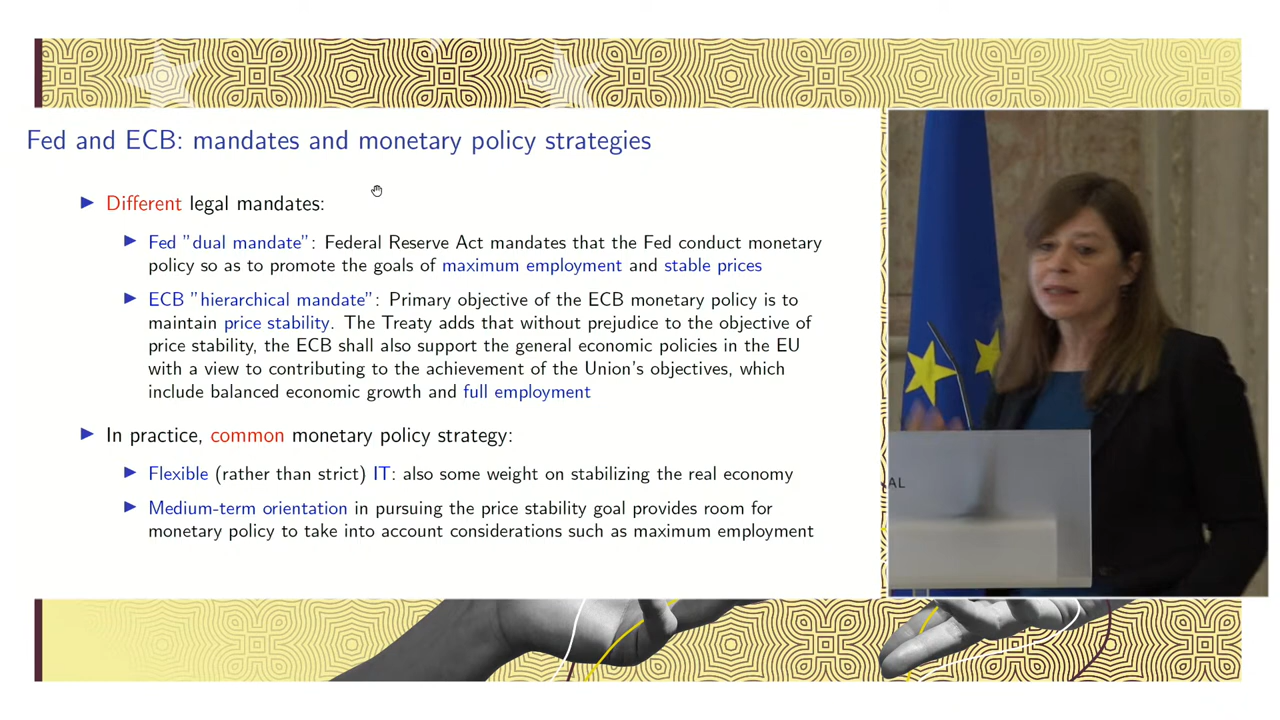 Fed and ECB: mandates and monetary policy strategies
Different legal mandates:
Fed ”dual mandate”: Federal Reserve Act mandates that the Fed conduct monetary
policy so as to promote the goals of maximum employment and stable prices
ECB ”hierarchical mandate”: Primary objective of the ECB monetary policy is to
maintain price stability. The Treaty adds that without prejudice to the objective of
price stability, the ECB shall also support the general economic policies in the EU
with a view to contributing to the achievement of the Union's objectives, which
include balanced economic growth and full employment
In practice, common monetary policy strategy:
Flexible (rather than strict) IT: also some weight on stabilizing the real economy
Medium-term orientation in pursuing the price stability goal provides room for
monetary policy to take into account considerations such as maximum employment
AL